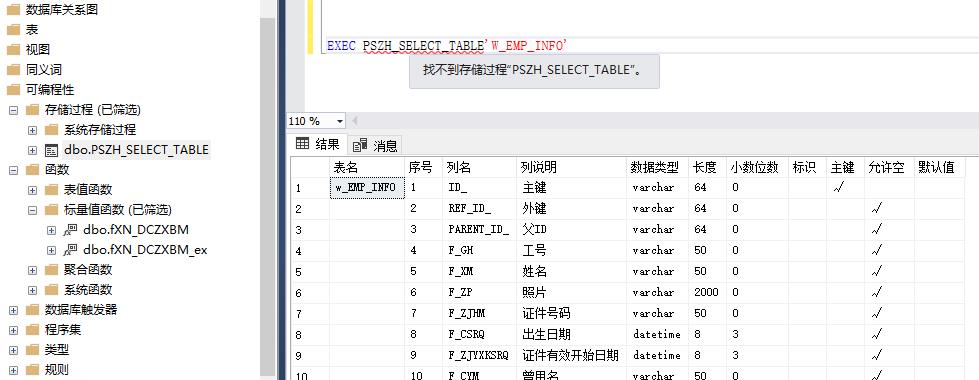 数据库关系图
表
视图
同义词
可编程性
存储过程 (已筛选)
系统存储过程
dbo.PSZH_SELECT_TABLE
函数
表值函数
标量值函数 (已筛选)
dbo.fXN_DCZXBM
dbo.fXN_DCZXBM_ex
聚合函数
系统函数
数据库触发器
程序集
类型
规则
EXEC PSZH_SELECT_TABLE'W_EMP_INFO'
找不到存储过程“PSZH_SELECT_TABLE”。
110 %
结果 消息
表名 序号 列名 列说明 数据类型 长度 小数位数 标识 主键 允许空 默认值
1 w_EMP_INFO 1 ID_ 主键 varchar 64 0 √
2 2 REF_ID_ 外键 varchar 64 0 √
3 3 PARENT_ID_ 父ID varchar 64 0 √
4 4 F_GH 工号 varchar 50 0 √
5 5 F_XM 姓名 varchar 50 0 √
6 6 F_ZP 照片 varchar 2000 0 √
7 7 F_ZJHM 证件号码 varchar 50 0 √
8 8 F_CSRQ 出生日期 datetime 8 3 √
9 9 F_ZJYXKSRQ 证件有效开始日期 datetime 8 3 √
10 10 F_CYM 曾用名 varchar 50 0 √